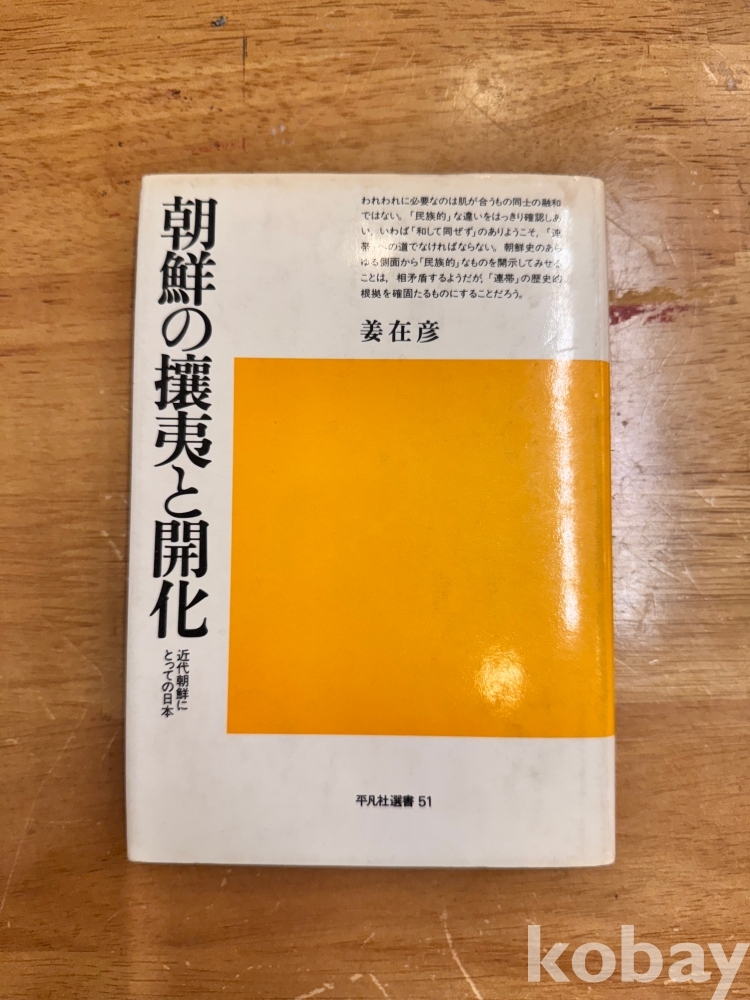 朝鮮の攘夷と開化
近代朝鮮に
とっての日本
われわれに必要なのは肌が合うもの同士の融和
ではない。「民族的」な違いをはっきり確認しあ
い、いわば「和して同ぜず」のありようこそ、「連
帯」への道でなければならない。朝鮮史のあら
ゆる側面から「民族的」なものを開示してみせる
ことは、相矛盾するようだが、「連帯」の歴史的
根拠を確固たるものにすることだろう。
姜在彦
平凡社選書 51
kobay